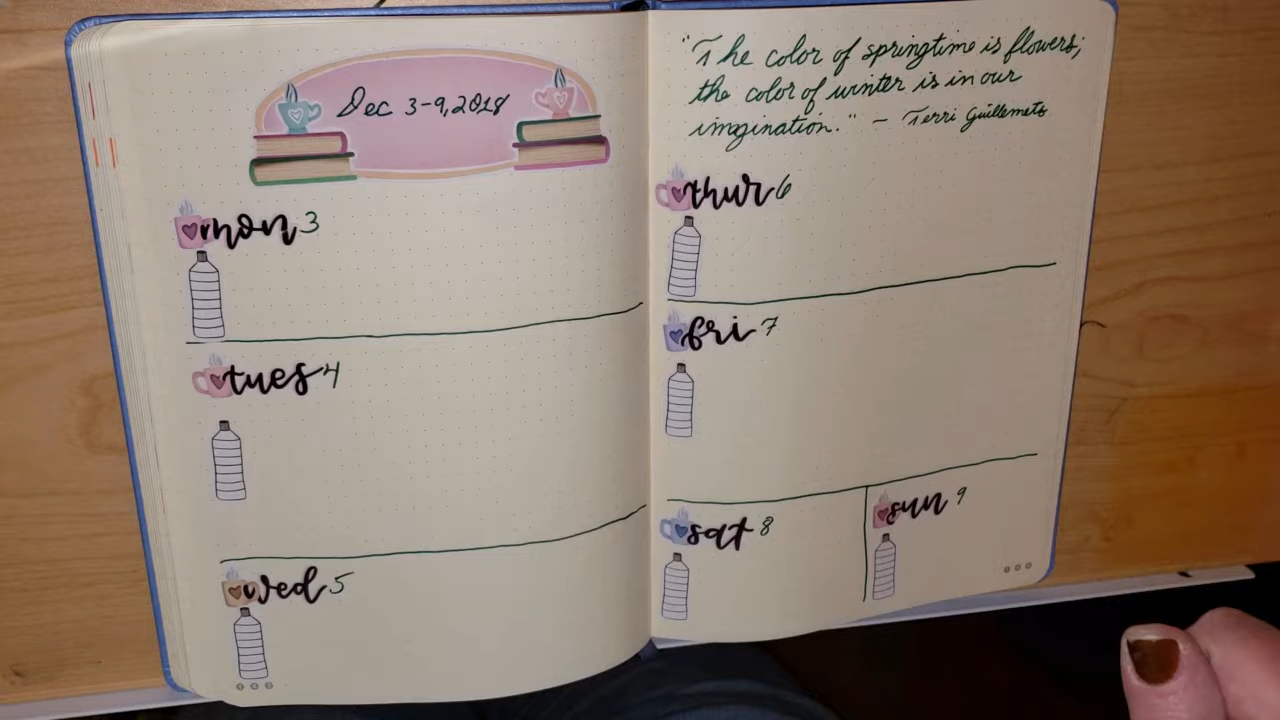 Dec 3-9, 2018
mon 3
tues 4
wed 5
"The color of springtime is flowers;
the color of winter is in our
imgination." - Terri Guillemets
thur 6
fri 7
sat 8
sun 9